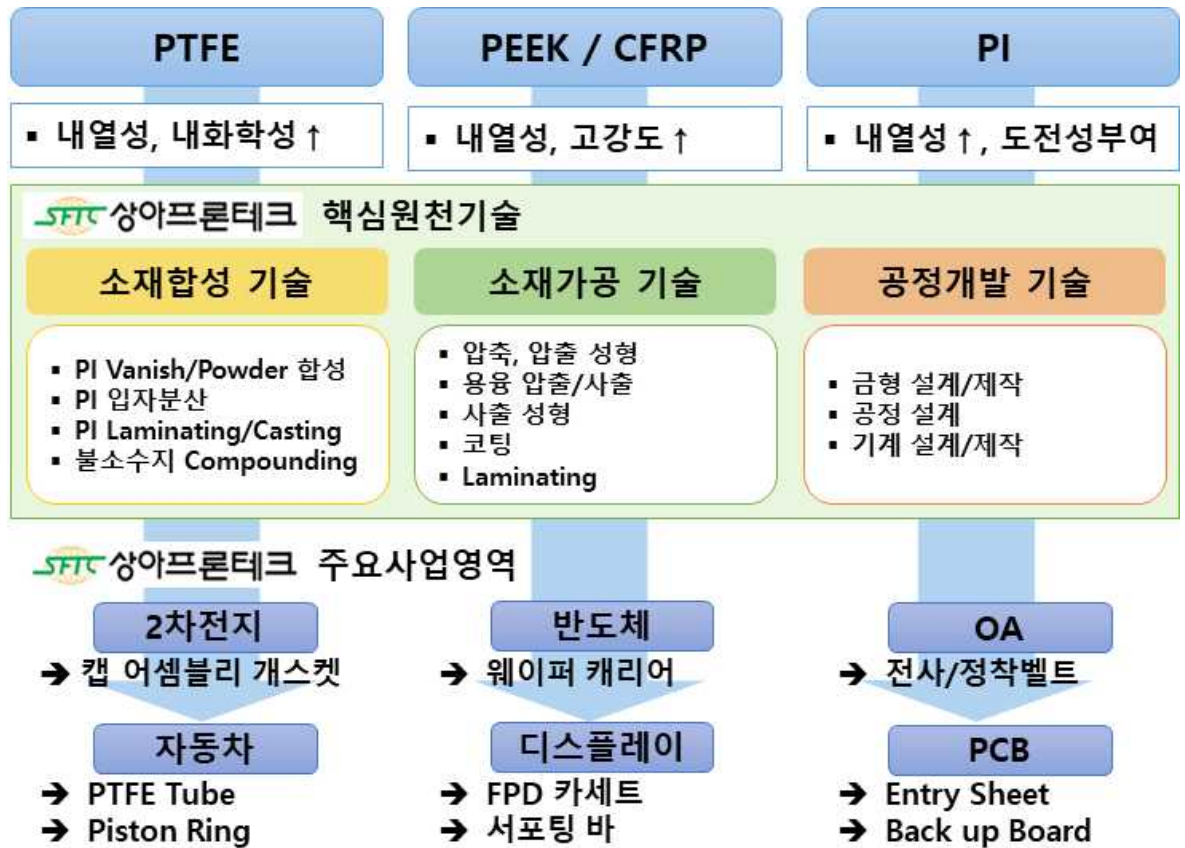 PTFE
PEEK / CFRP
PI
▪ 내열성, 내화학성 ↑
▪ 내열성, 고강도 ↑
▪ 내열성 ↑, 도전성부여
SFTC 상아프론테크 핵심원천기술
소재합성 기술
▪ PI Vanish/Powder 합성
▪ PI 입자분산
▪ PI Laminating/Casting
▪ 불소수지 Compounding
소재가공 기술
▪ 압축, 압출 성형
▪ 용융 압출/사출
▪ 사출 성형
▪ 코팅
▪ Laminating
공정개발 기술
▪ 금형 설계/제작
▪ 공정 설계
▪ 기계 설계/제작
SFTC 상아프론테크 주요사업영역
2차전지
➔ 캡 어셈블리 개스켓
자동차
➔ PTFE Tube
➔ Piston Ring
반도체
➔ 웨이퍼 캐리어
디스플레이
➔ FPD 카세트
➔ 서포팅 바
OA
➔ 전사/정착벨트
PCB
➔ Entry Sheet
➔ Back up Board